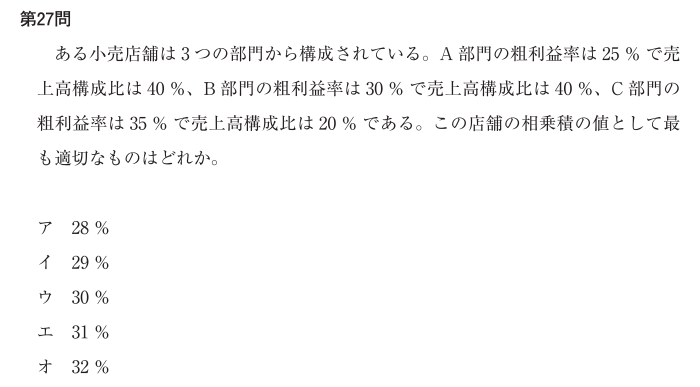 第27問
ある小売店舗は3つの部門から構成されている。A 部門の粗利益率は 25 % で売
上高構成比は 40 %、B 部門の粗利益率は 30 % で売上高構成比は 40 %、C 部門の
粗利益率は 35 % で売上高構成比は 20 % である。この店舗の相乗積の値として最
も適切なものはどれか。
ア 28 %
イ 29 %
ウ 30 %
エ 31 %
オ 32 %